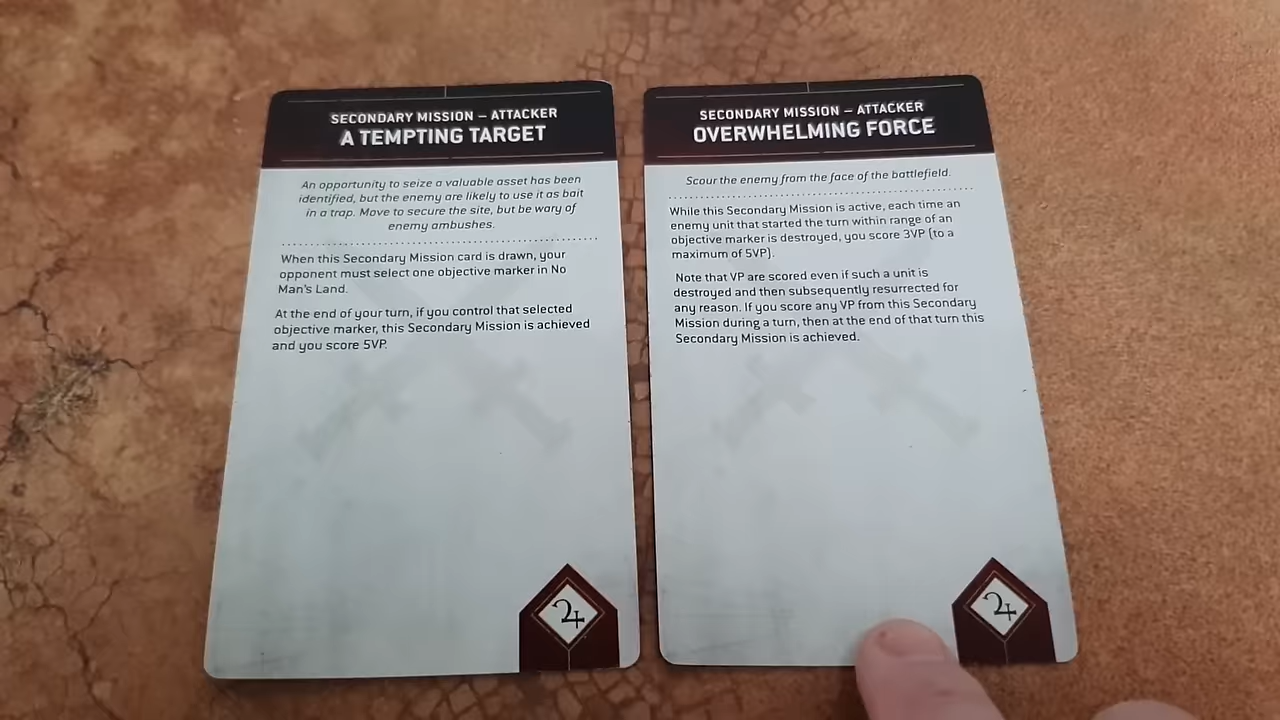 SECONDARY MISSION – ATTACKER
A TEMPTING TARGET
An opportunity to seize a valuable asset has been
identified, but the enemy are likely to use it as bait
in a trap. Move to secure the site, but be wary of
enemy ambushes.
When this Secondary Mission card is drawn, your
opponent must select one objective marker in No
Man's Land.
At the end of your turn, if you control that selected
objective marker, this Secondary Mission is achieved
and you score 5VP.
SECONDARY MISSION – ATTACKER
OVERWHELMING FORCE
Scour the enemy from the face of the battlefield.
While this Secondary Mission is active, each time an
enemy unit that started the turn within range of an
objective marker is destroyed, you score 3VP (to a
maximum of 5VP).
Note that VP are scored even if such a unit is
destroyed and then subsequently resurrected for
any reason. If you score any VP from this Secondary
Mission during a turn, then at the end of that turn this
Secondary Mission is achieved.